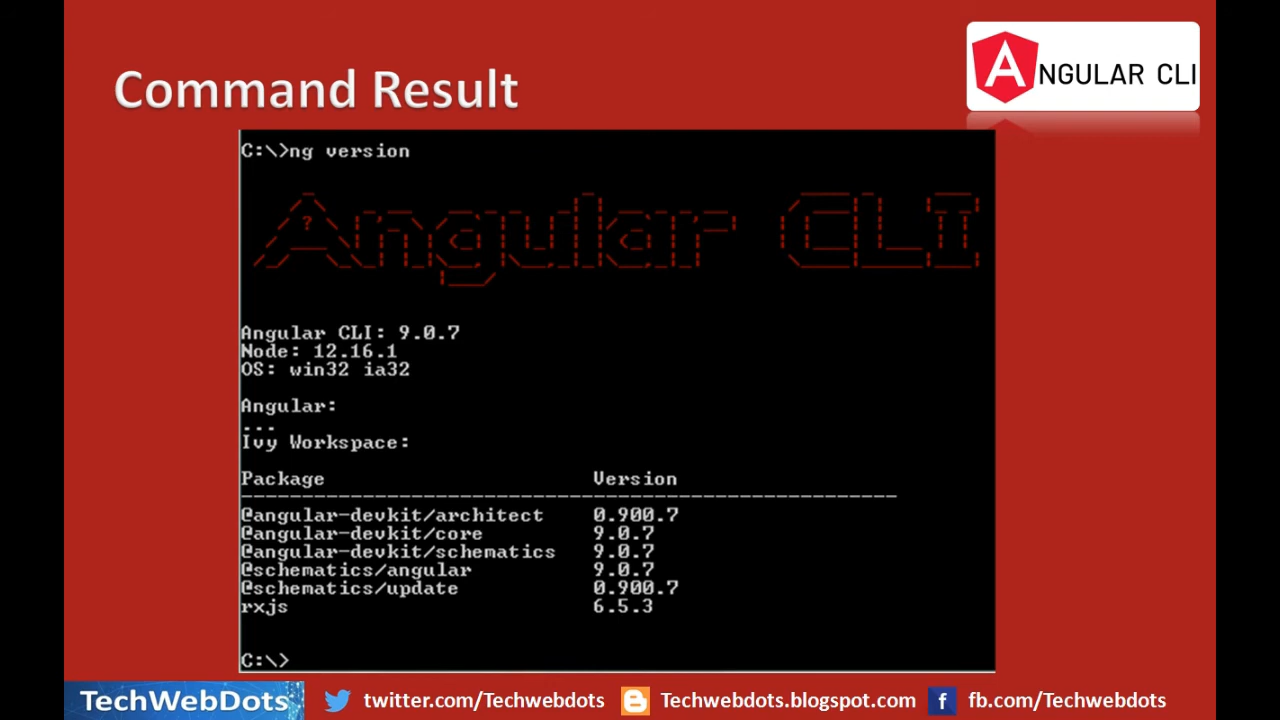 Command Result
ANGULAR CLI
C:\>ng version
Angular CLI
Angular CLI: 9.0.7
Node: 12.16.1
OS: win32 ia32
Angular:
...
Ivy Workspace:
Package Version
------------------------------------------------------
@angular-devkit/architect 0.900.7
@angular-devkit/core 9.0.7
@angular-devkit/schematics 9.0.7
@schematics/angular 9.0.7
@schematics/update 0.900.7
rxjs 6.5.3
C:\>
TechWebDots twitter.com/Techwebdots Techwebdots.blogspot.com fb.com/Techwebdots